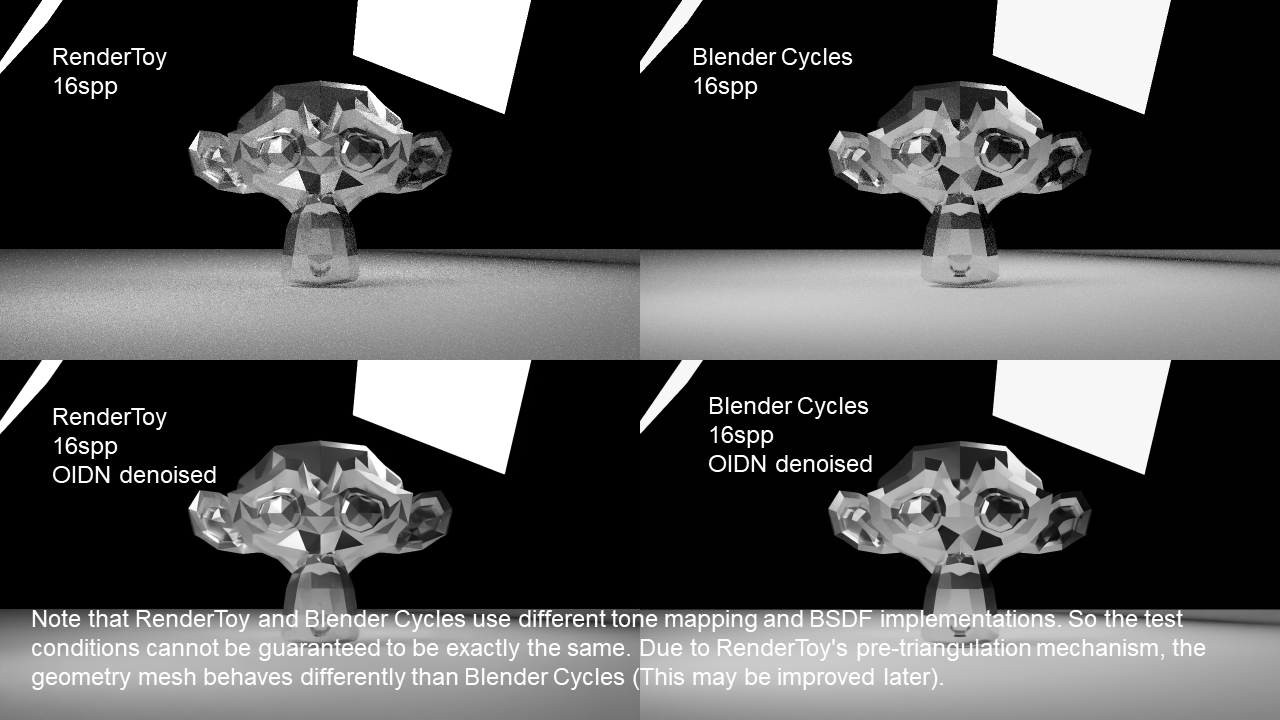 RenderToy
16spp
Blender Cycles
16spp
RenderToy
16spp
OIDN denoised
Blender Cycles
16spp
OIDN denoised
Note that RenderToy and Blender Cycles use different tone mapping and BSDF implementations. So the test
conditions cannot be guaranteed to be exactly the same. Due to RenderToy's pre-triangulation mechanism, the
geometry mesh behaves differently than Blender Cycles (This may be improved later).